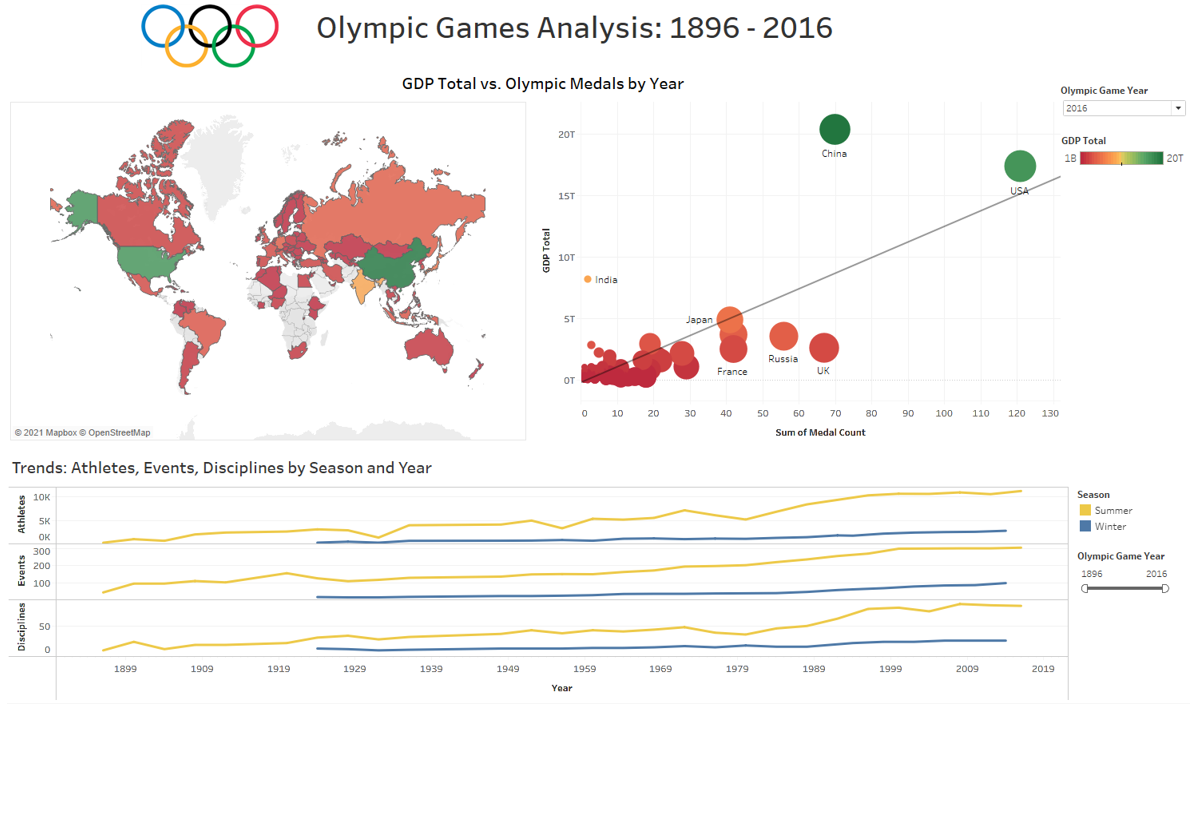 Olympic Games Analysis: 1896 - 2016
GDP Total vs. Olympic Medals by Year
© 2021 Mapbox © OpenStreetMap
GDP Total
20T
15T
10T
5T
0T
China
USA
India
Japan
France
Russia
UK
0 10 20 30 40 50 60 70 80 90 100 110 120 130
Sum of Medal Count
Olympic Game Year
2016
GDP Total
1B 20T
Trends: Athletes, Events, Disciplines by Season and Year
Athletes
10K
5K
0K
Events
300
200
100
Disciplines
50
0
1899 1909 1919 1929 1939 1949 1959 1969 1979 1989 1999 2009 2019
Year
Season
Summer
Winter
Olympic Game Year
1896 2016